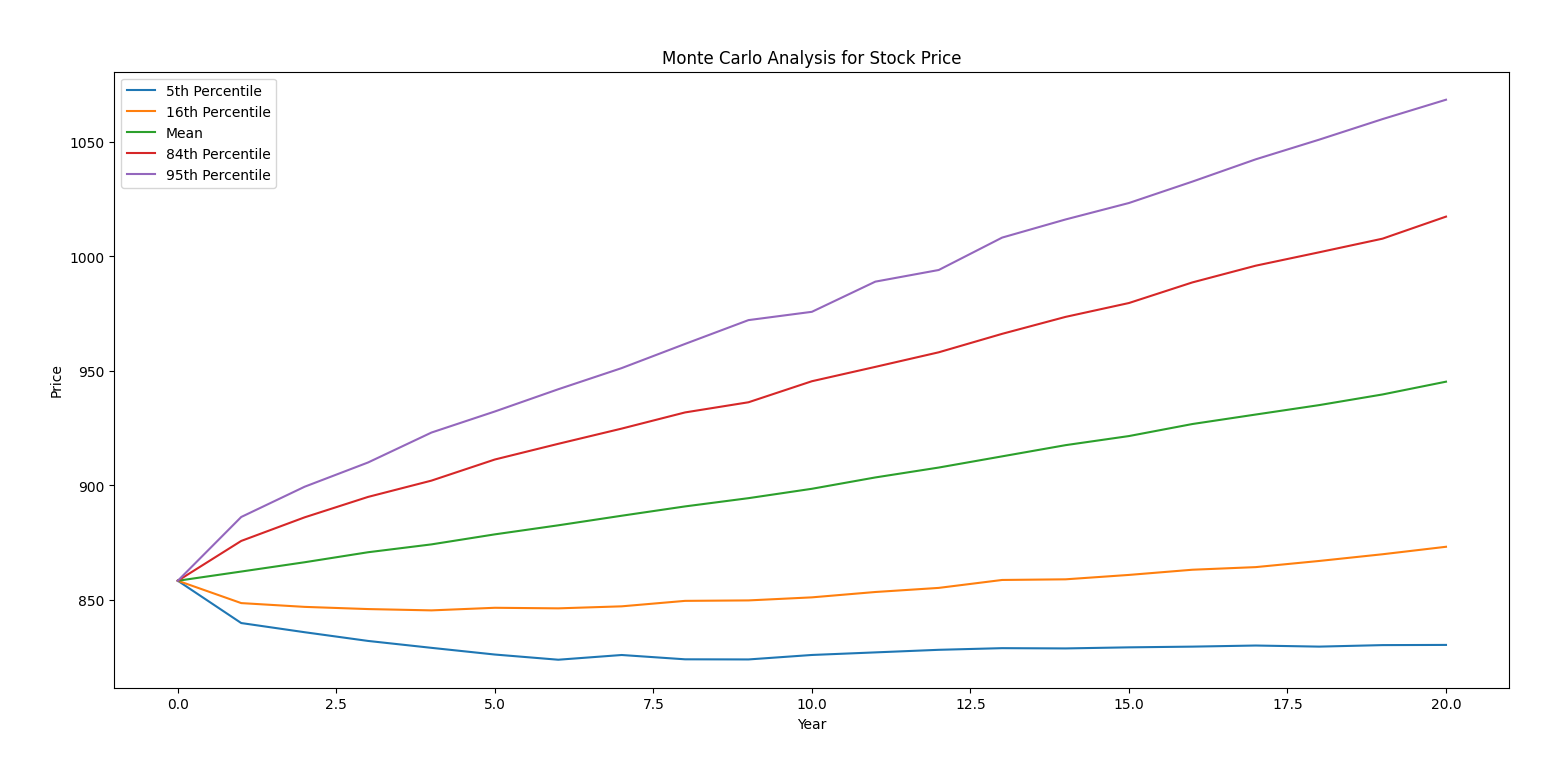 Monte Carlo Analysis for Stock Price
5th Percentile
16th Percentile
Mean
84th Percentile
95th Percentile
1050
1000
950
900
850
Price
0.0 2.5 5.0 7.5 10.0 12.5 15.0 17.5 20.0
Year